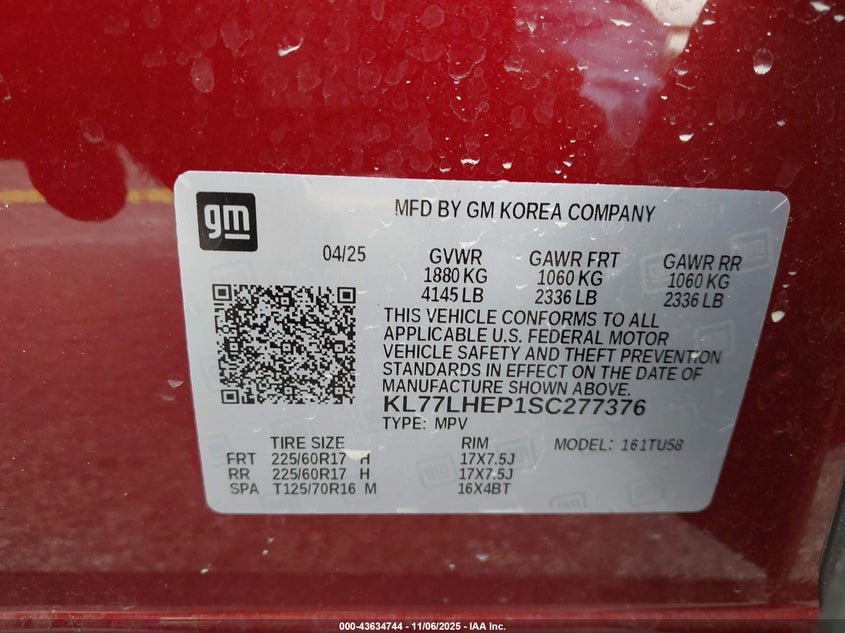 gm
MFD BY GM KOREA COMPANY
04/25 GVWR GAWR FRT GAWR RR
1880 KG 1060 KG 1060 KG
4145 LB 2336 LB 2336 LB
THIS VEHICLE CONFORMS TO ALL
APPLICABLE U.S. FEDERAL MOTOR
VEHICLE SAFETY AND THEFT PREVENTION
STANDARDS IN EFFECT ON THE DATE OF
MANUFACTURE SHOWN ABOVE.
KL77LHEP1SC277376
TYPE: MPV
TIRE SIZE RIM MODEL: 161TU58
FRT 225/60R17 H 17X7.5J
RR 225/60R17 H 17X7.5J
SPA T125/70R16 M 16X4BT
000-43634744 - 11/06/2025 - IAA Inc.